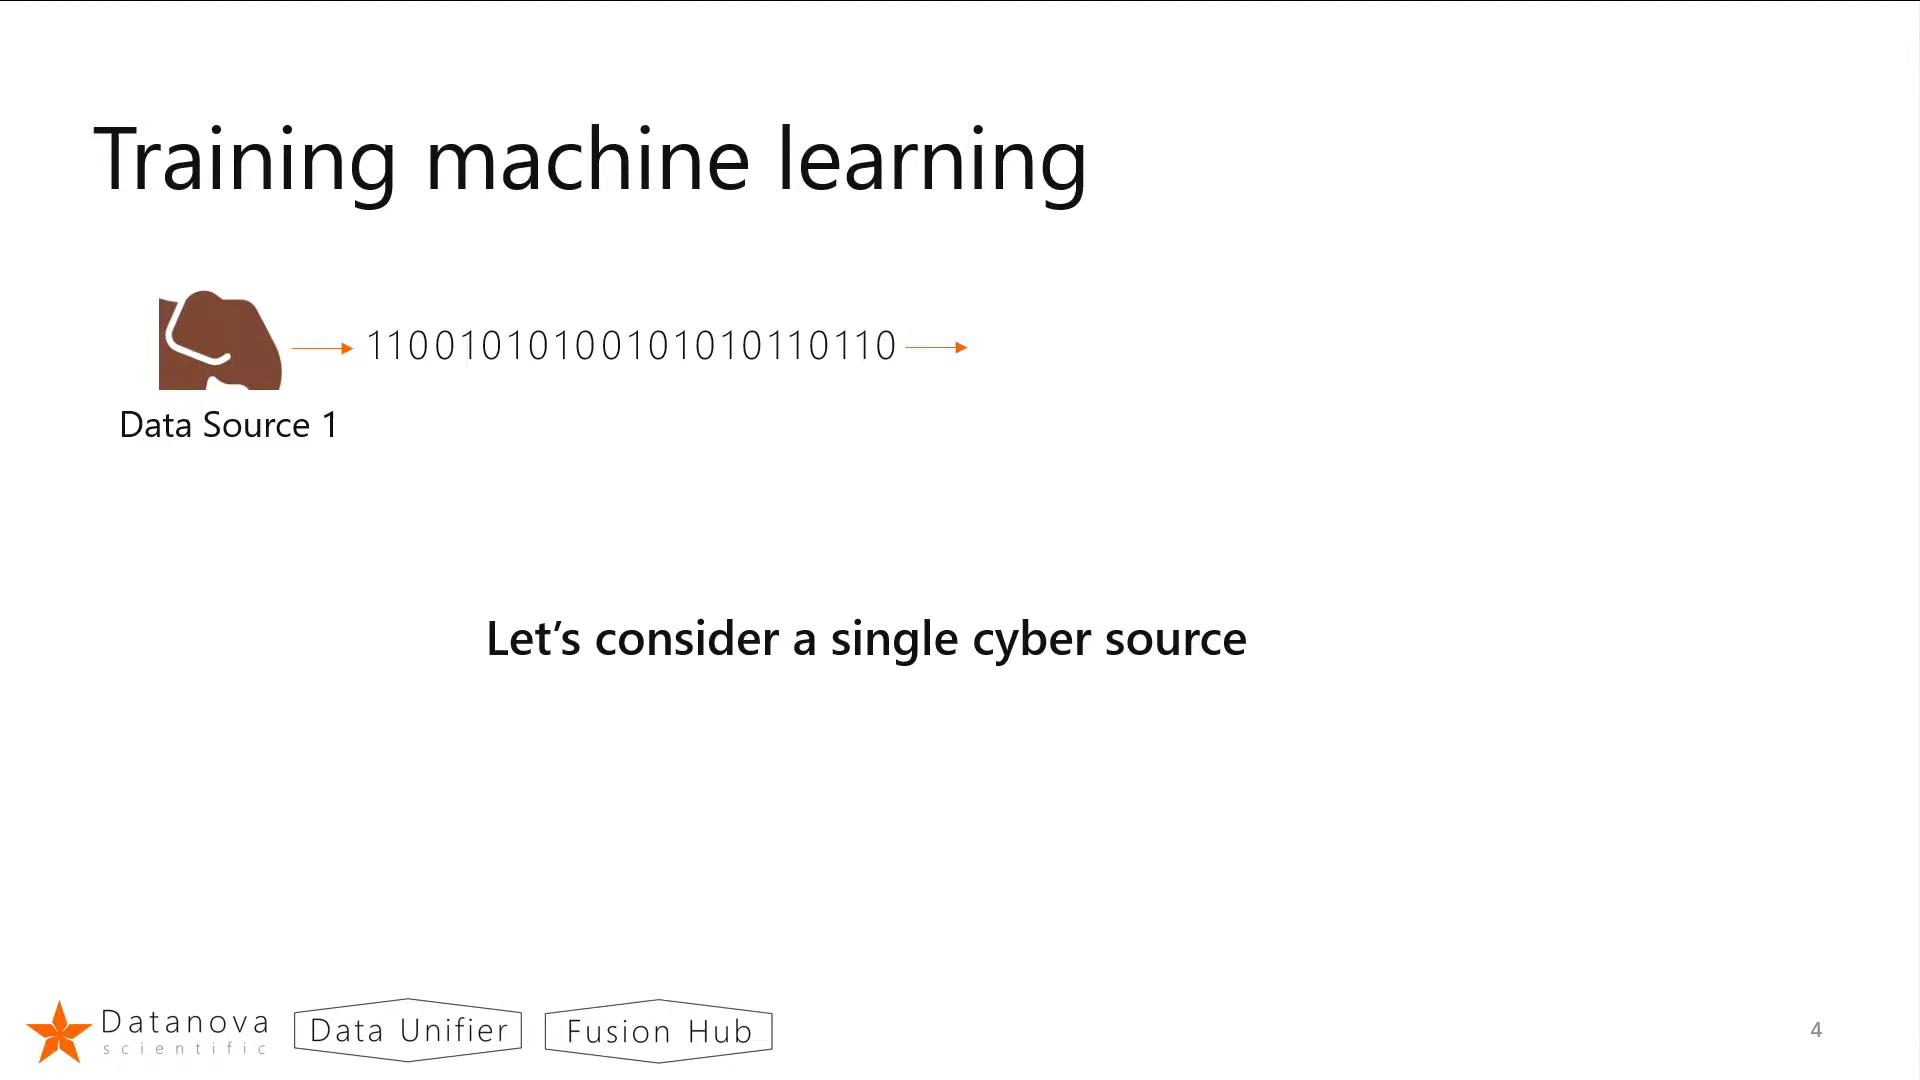 Training machine learning
11001010100101010110110
Data Source 1
Let’s consider a single cyber source
Datanova
scientific
Data Unifier
Fusion Hub
4